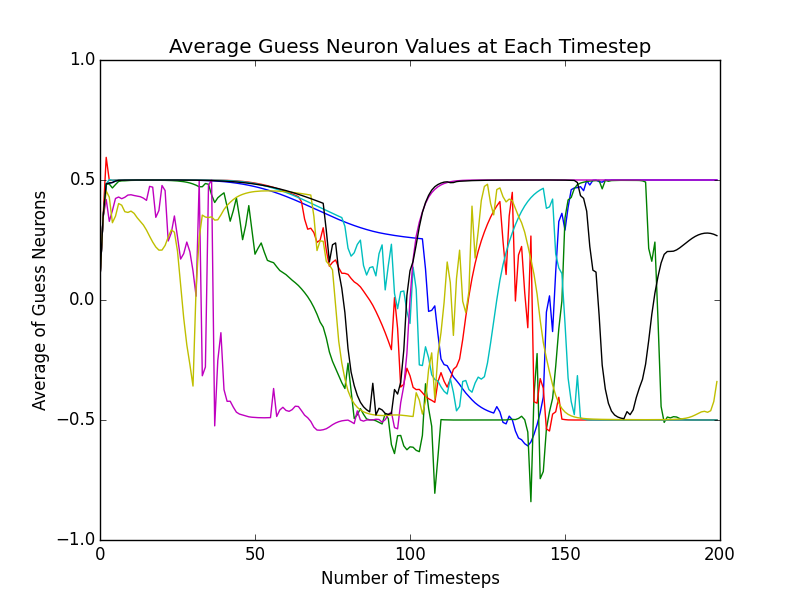 Average Guess Neuron Values at Each Timestep
1.0
0.5
0.0
−0.5
−1.0
Average of Guess Neurons
0 50 100 150 200
Number of Timesteps